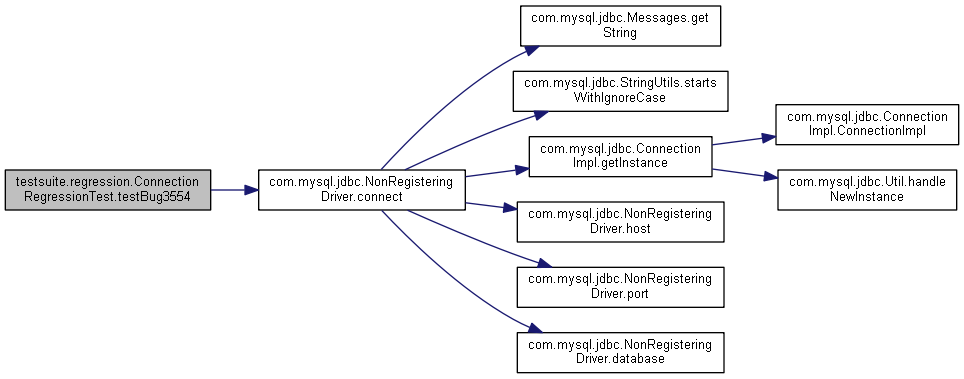 testsuite.regression.Connection
RegressionTest.testBug3554
com.mysql.jdbc.NonRegistering
Driver.connect
com.mysql.jdbc.Messages.get
String
com.mysql.jdbc.StringUtils.starts
WithIgnoreCase
com.mysql.jdbc.Connection
Impl.getInstance
com.mysql.jdbc.Connection
Impl.ConnectionImpl
com.mysql.jdbc.Util.handle
NewInstance
com.mysql.jdbc.NonRegistering
Driver.host
com.mysql.jdbc.NonRegistering
Driver.port
com.mysql.jdbc.NonRegistering
Driver.database